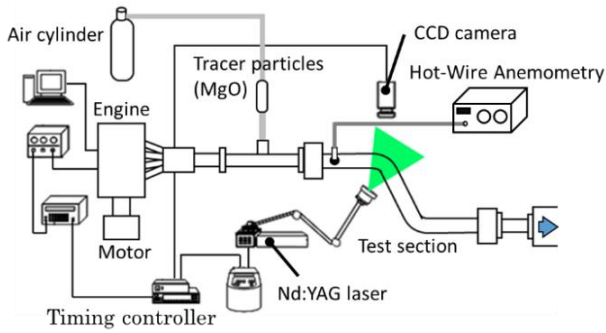 Air cylinder
CCD camera
Tracer particles
(MgO)
Hot-Wire Anemometry
Engine
Motor
Test section
Nd:YAG laser
Timing controller